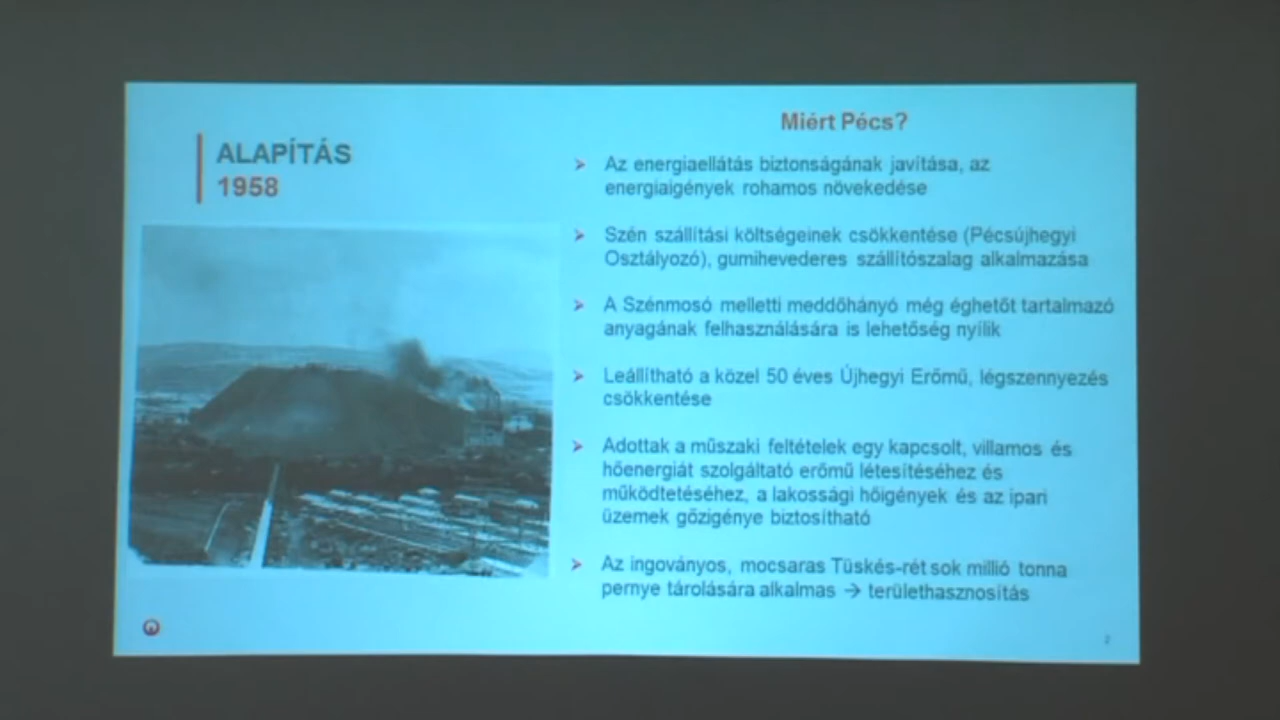 ALAPÍTÁS
1958
Miért Pécs?
Az energiaellátás biztonságának javítása, az
energiaigények rohamos növekedése
Szén szállítási költségeinek csökkentése (Pécsújhegyi
Osztályozó), gumihevederes szállítószalag alkalmazása
A Szénmosó melletti meddőhányó még éghetőt tartalmazó
anyagának felhasználására is lehetőség nyílik
Leállítható a közel 50 éves Újhegyi Erőmű, légszennyezés
csökkentése
Adottak a műszaki feltételek egy kapcsolt, villamos és
hőenergiát szolgáltató erőmű létesítéséhez és
működtetéséhez, a lakossági hőigények és az ipari
üzemek gőzigénye biztosítható
Az ingoványos, mocsaras Tüskés-rét sok millió tonna
pernye tárolására alkalmas → területhasznosítás
2